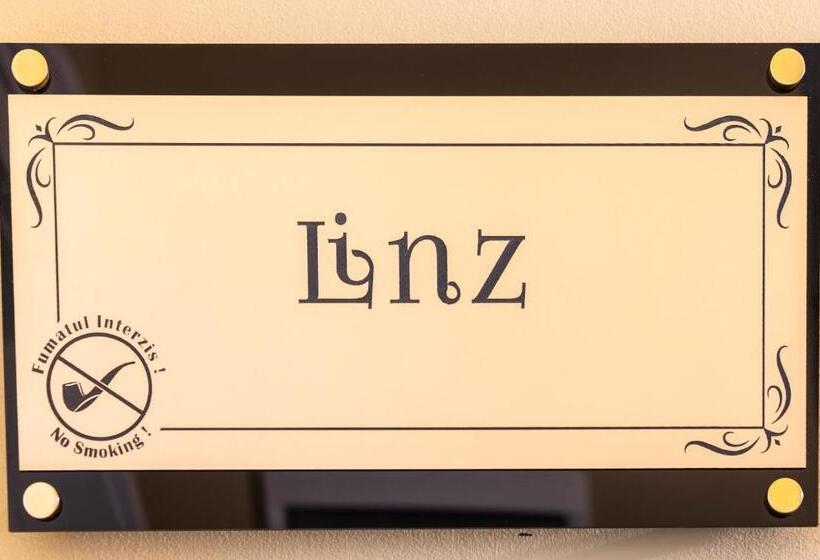 Linz
Fumatul Interzis !
No Smoking !